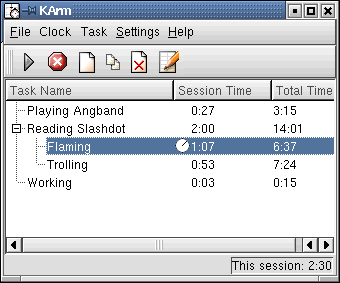 KArm
File Clock Task Settings Help
Task Name Session Time Total Time
Playing Angband 0:27 3:15
Reading Slashdot 2:00 14:01
Flaming 1:07 6:37
Trolling 0:53 7:24
Working 0:03 0:15
This session: 2:30